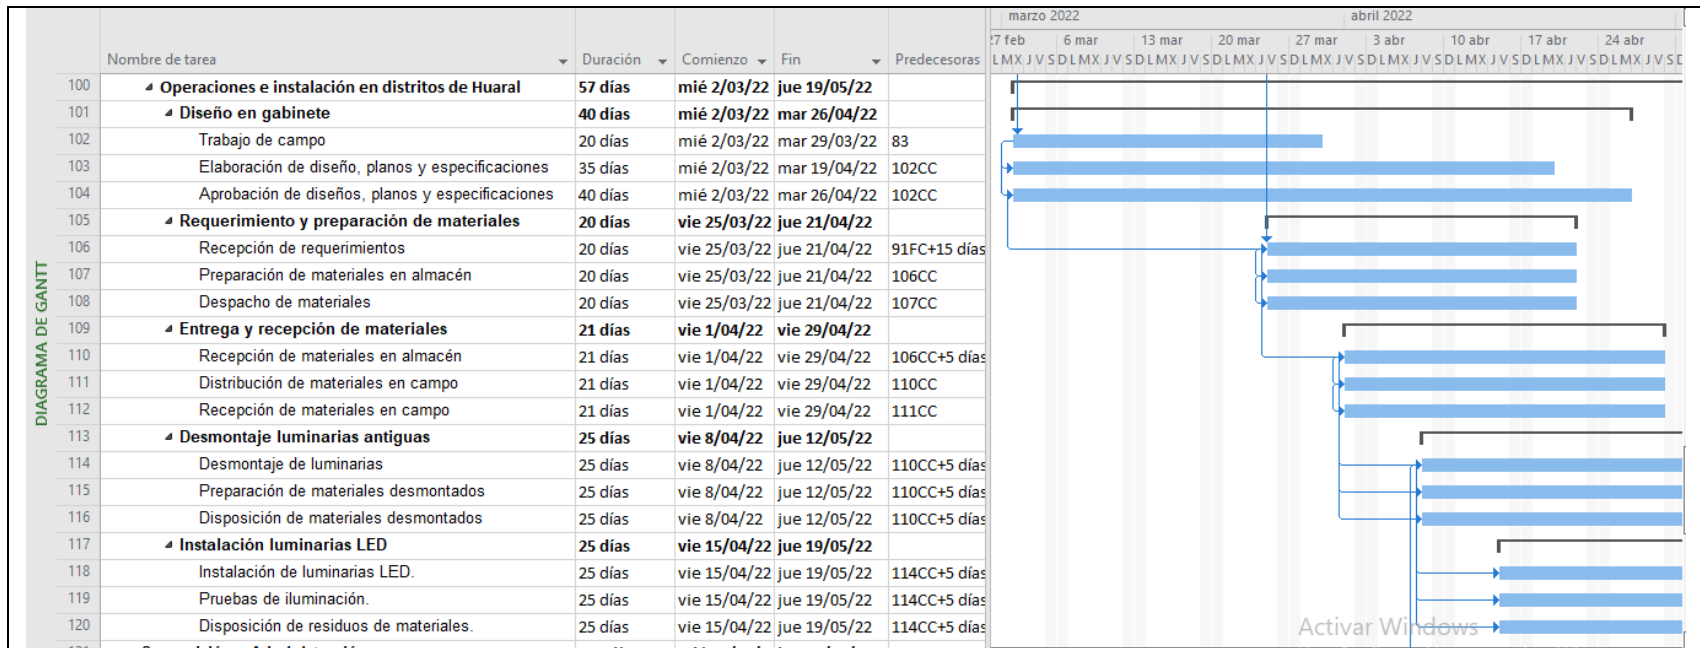 marzo 2022 abril 2022
27 feb 6 mar 13 mar 20 mar 27 mar 3 abr 10 abr 17 abr 24 abr
Nombre de tarea Duración Comienzo Fin Predecesoras L M X J V S D L M X J V S D L M X J V S D L M X J V S D L M X J V S D L M X J V S D L M X J V S D L M X J V S D L M X J V S D
100 Operaciones e instalación en distritos de Huaral 57 días mié 2/03/22 jue 19/05/22
101 Diseño en gabinete 40 días mié 2/03/22 mar 26/04/22
102 Trabajo de campo 20 días mié 2/03/22 mar 29/03/22 83
103 Elaboración de diseño, planos y especificaciones 35 días mié 2/03/22 mar 19/04/22 102CC
104 Aprobación de diseños, planos y especificaciones 40 días mié 2/03/22 mar 26/04/22 102CC
105 Requerimiento y preparación de materiales 20 días vie 25/03/22 jue 21/04/22
106 Recepción de requerimientos 20 días vie 25/03/22 jue 21/04/22 91FC+15 días
107 Preparación de materiales en almacén 20 días vie 25/03/22 jue 21/04/22 106CC
108 Despacho de materiales 20 días vie 25/03/22 jue 21/04/22 107CC
109 Entrega y recepción de materiales 21 días vie 1/04/22 vie 29/04/22
110 Recepción de materiales en almacén 21 días vie 1/04/22 vie 29/04/22 106CC+5 días
111 Distribución de materiales en campo 21 días vie 1/04/22 vie 29/04/22 110CC
112 Recepción de materiales en campo 21 días vie 1/04/22 vie 29/04/22 111CC
113 Desmontaje luminarias antiguas 25 días vie 8/04/22 jue 12/05/22
114 Desmontaje de luminarias 25 días vie 8/04/22 jue 12/05/22 110CC+5 días
115 Preparación de materiales desmontados 25 días vie 8/04/22 jue 12/05/22 110CC+5 días
116 Disposición de materiales desmontados 25 días vie 8/04/22 jue 12/05/22 110CC+5 días
117 Instalación luminarias LED 25 días vie 15/04/22 jue 19/05/22
118 Instalación de luminarias LED. 25 días vie 15/04/22 jue 19/05/22 114CC+5 días
119 Pruebas de iluminación. 25 días vie 15/04/22 jue 19/05/22 114CC+5 días
120 Disposición de residuos de materiales. 25 días vie 15/04/22 jue 19/05/22 114CC+5 días
DIAGRAMA DE GANTT
Activar Windows